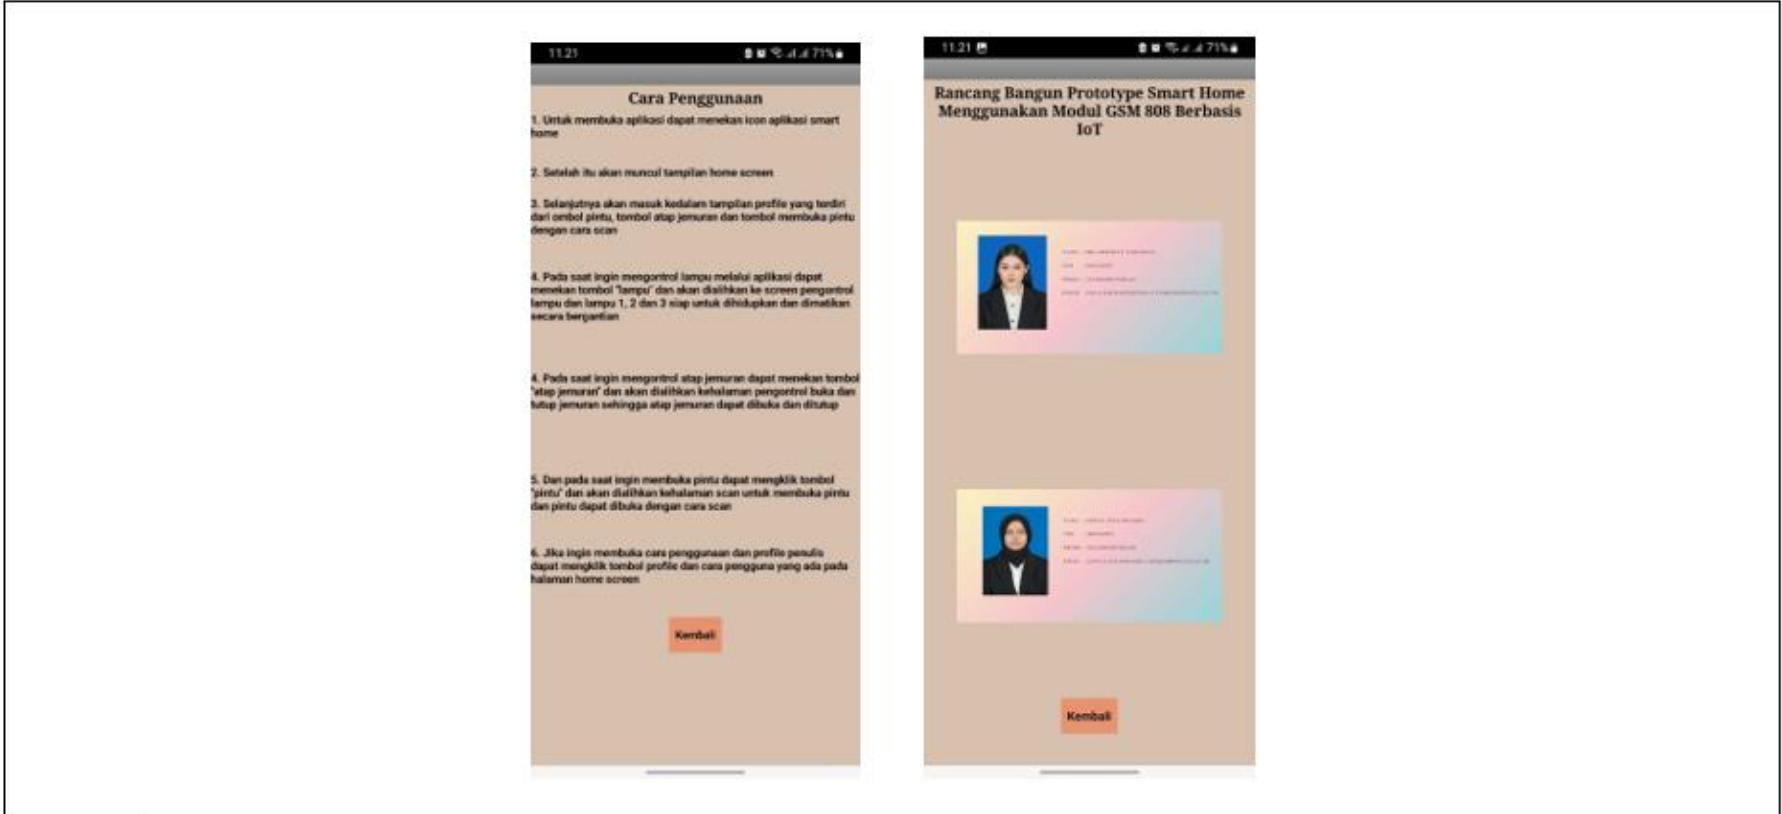 11.21
71%
Cara Penggunaan
1. Untuk membuka aplikasi dapat menekan icon aplikasi smart
home
2. Setelah itu akan muncul tampilan home screen
3. Selanjutnya akan masuk kedalam tampilan profile yang terdiri
dari ombol pintu, tombol atap jemuran dan tombol membuka pintu
dengan cara scan
4. Pada saat ingin mengontrol lampu melalui aplikasi dapat
menekan tombol "lampu" dan akan dialihkan ke screen pengontrol
lampu dan lampu 1, 2 dan 3 siap untuk dihidupkan dan dimatikan
secara bergantian
4. Pada saat ingin mengontrol atap jemuran dapat menekan tombol
"atap jemuran" dan akan dialihkan kehalaman pengontrol buka dan
tutup jemuran sehingga atap jemuran dapat dibuka dan ditutup
5. Dan pada saat ingin membuka pintu dapat mengklik tombol
"pintu" dan akan dialihkan kehalaman scan untuk membuka pintu
dan pintu dapat dibuka dengan cara scan
6. Jika ingin membuka cara penggunaan dan profile penulis
dapat mengklik tombol profile dan cara pengguna yang ada pada
halaman home screen
Kembali
11.21
71%
Rancang Bangun Prototype Smart Home
Menggunakan Modul GSM 808 Berbasis
IoT
Kembali